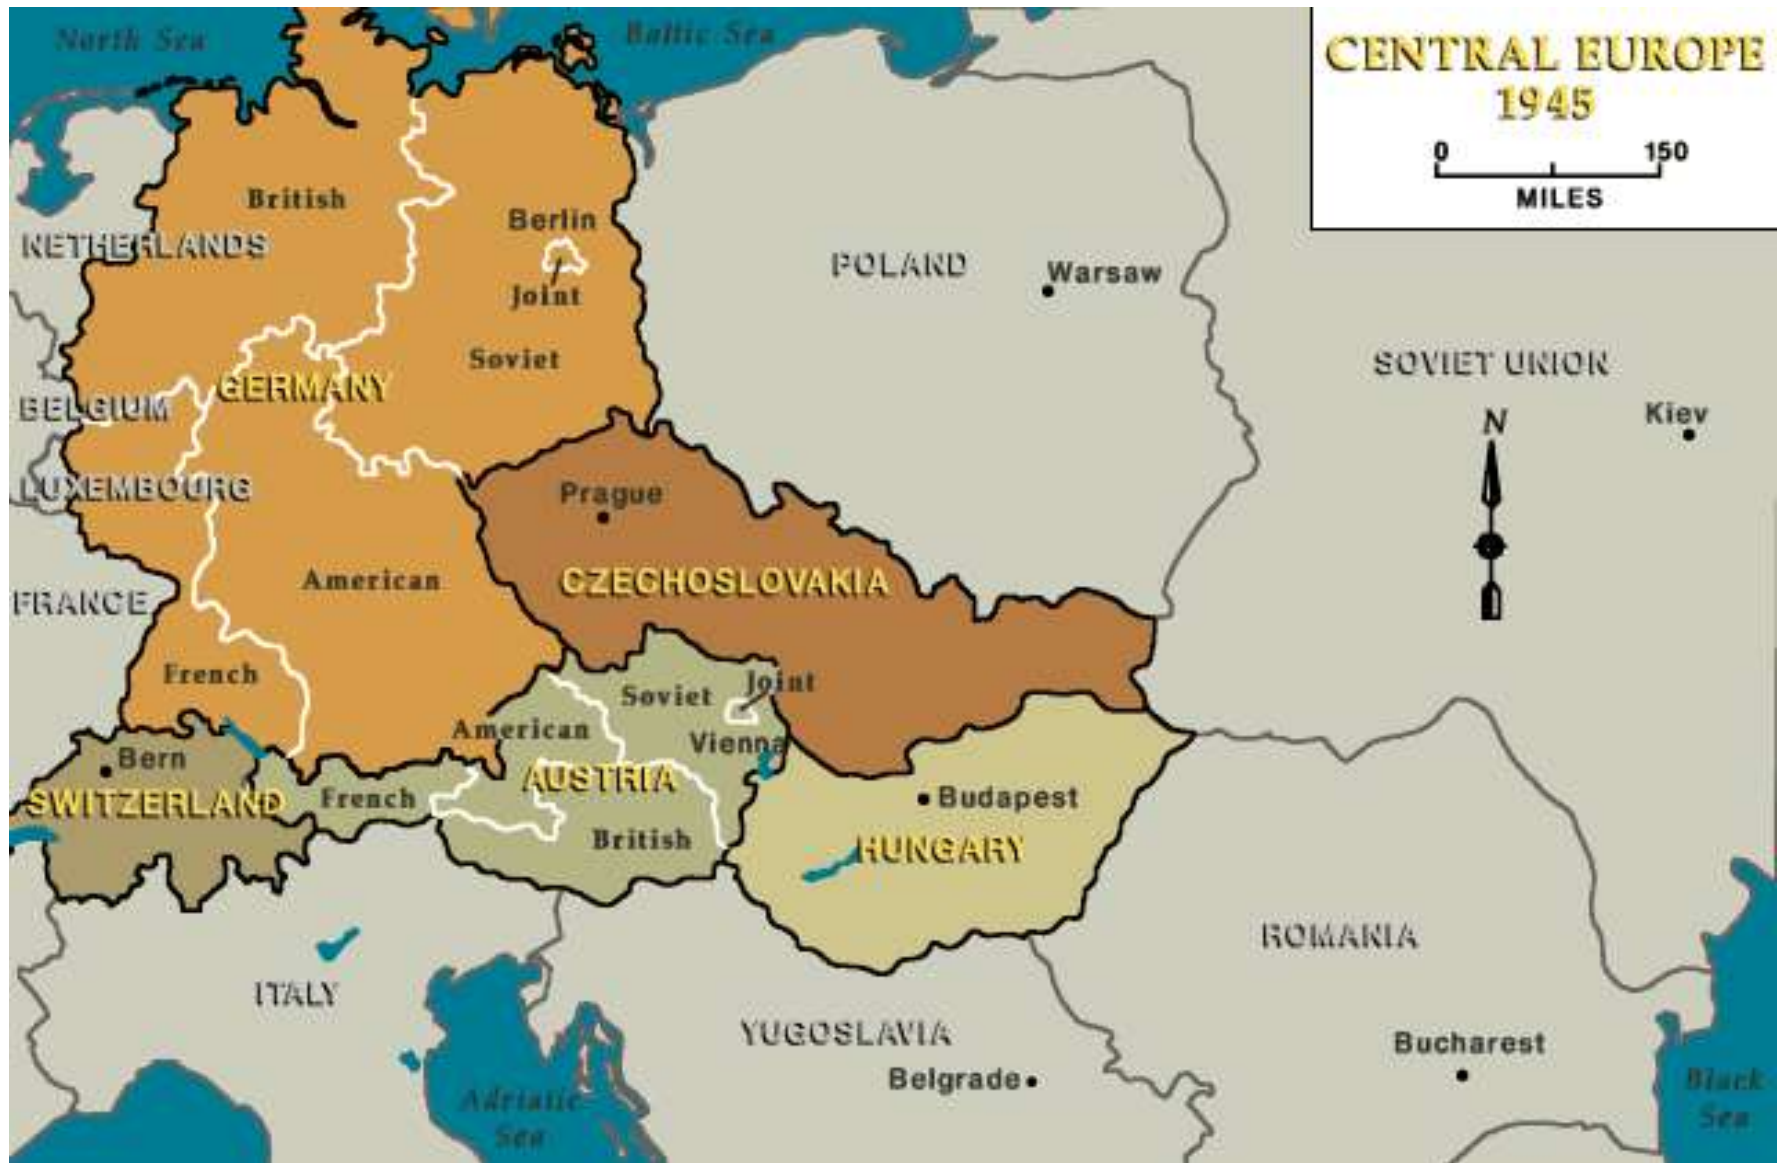 North Sea
Baltic Sea
CENTRAL EUROPE
1945
0 150
MILES
British
Berlin
NETHERLANDS
Joint
POLAND
Warsaw
Soviet
SOVIET UNION
GERMANY
BELGIUM
Kiev
N
LUXEMBOURG
Prague
American
CZECHOSLOVAKIA
FRANCE
French
Soviet
Joint
American
Vienna
Bern
AUSTRIA
SWITZERLAND
French
Budapest
British
HUNGARY
ROMANIA
ITALY
YUGOSLAVIA
Bucharest
Belgrade
Adriatic
Sea
Black
Sea